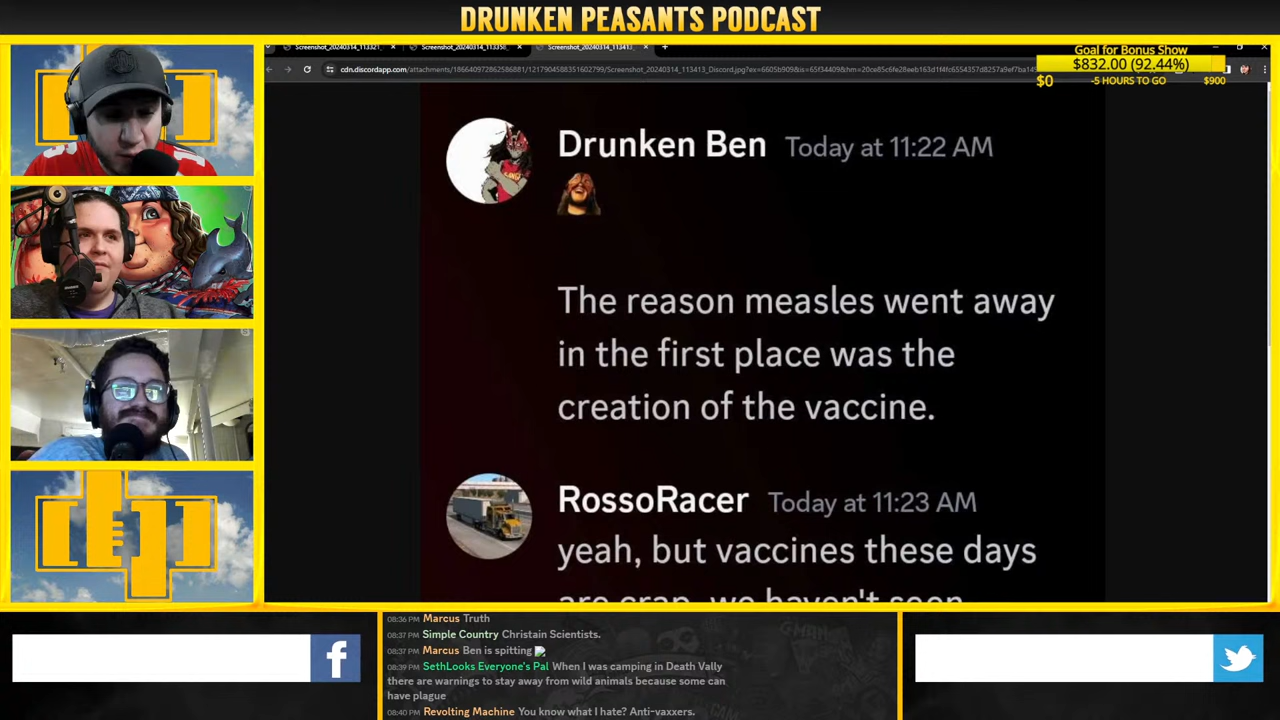 DRUNKEN PEASANTS PODCAST
Goal for Bonus Show
$832.00 (92.44%)
$0
-5 HOURS TO GO
$900
Drunken Ben Today at 11:22 AM
The reason measles went away
in the first place was the
creation of the vaccine.
RossoRacer Today at 11:23 AM
yeah, but vaccines these days
are crap, we haven't seen
08:36 PM Marcus Truth
08:37 PM Simple Country Christain Scientists.
08:37 PM Marcus Ben is spitting
08:39 PM SethLooks Everyone's Pal When I was camping in Death Vally
there are warnings to stay away from wild animals because some can
have plague
08:40 PM Revolting Machine You know what I hate? Anti-vaxxers.